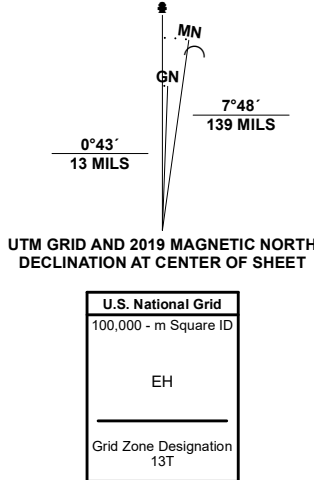 MN
GN
7°48´
139 MILS
0°43´
13 MILS
UTM GRID AND 2019 MAGNETIC NORTH
DECLINATION AT CENTER OF SHEET
U.S. National Grid
100,000 - m Square ID
EH
Grid Zone Designation
13T